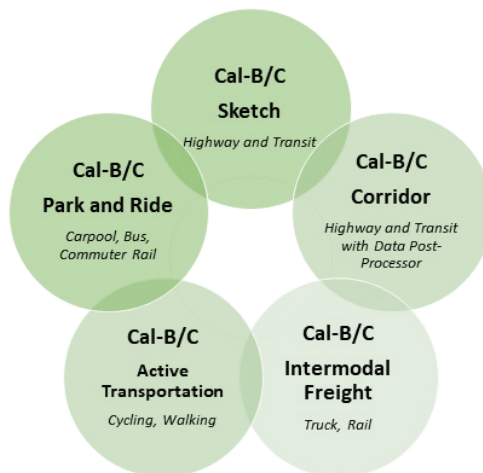 Cal-B/C
Sketch
Highway and Transit
Cal-B/C
Corridor
Highway and Transit
with Data Post-
Processor
Cal-B/C
Intermodal
Freight
Truck, Rail
Cal-B/C
Active
Transportation
Cycling, Walking
Cal-B/C
Park and Ride
Carpool, Bus,
Commuter Rail